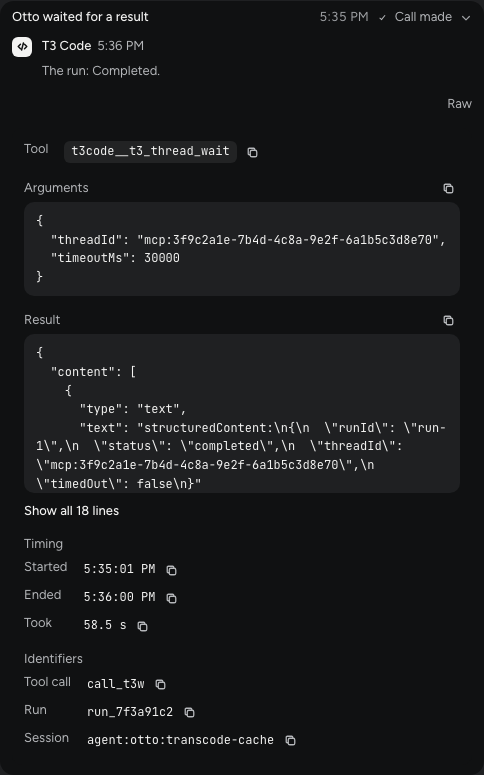 Otto waited for a result 5:35 PM ✓ Call made
T3 Code 5:36 PM
The run: Completed.
Raw
Tool t3code__t3_thread_wait
Arguments
{
  "threadId": "mcp:3f9c2a1e-7b4d-4c8a-9e2f-6a1b5c3d8e70",
  "timeoutMs": 30000
}
Result
{
  "content": [
    {
      "type": "text",
      "text": "structuredContent:\n{\n  \"runId\": \"run-
1\",\n  \"status\": \"completed\",\n  \"threadId\":
\"mcp:3f9c2a1e-7b4d-4c8a-9e2f-6a1b5c3d8e70\",\n
\"timedOut\": false\n}"
Show all 18 lines
Timing
Started 5:35:01 PM
Ended 5:36:00 PM
Took 58.5 s
Identifiers
Tool call call_t3w
Run run_7f3a91c2
Session agent:otto:transcode-cache